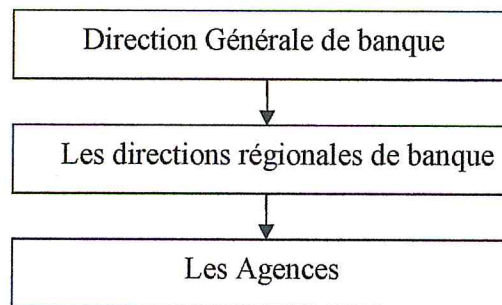 Direction Générale de banque
Les directions régionales de banque
Les Agences